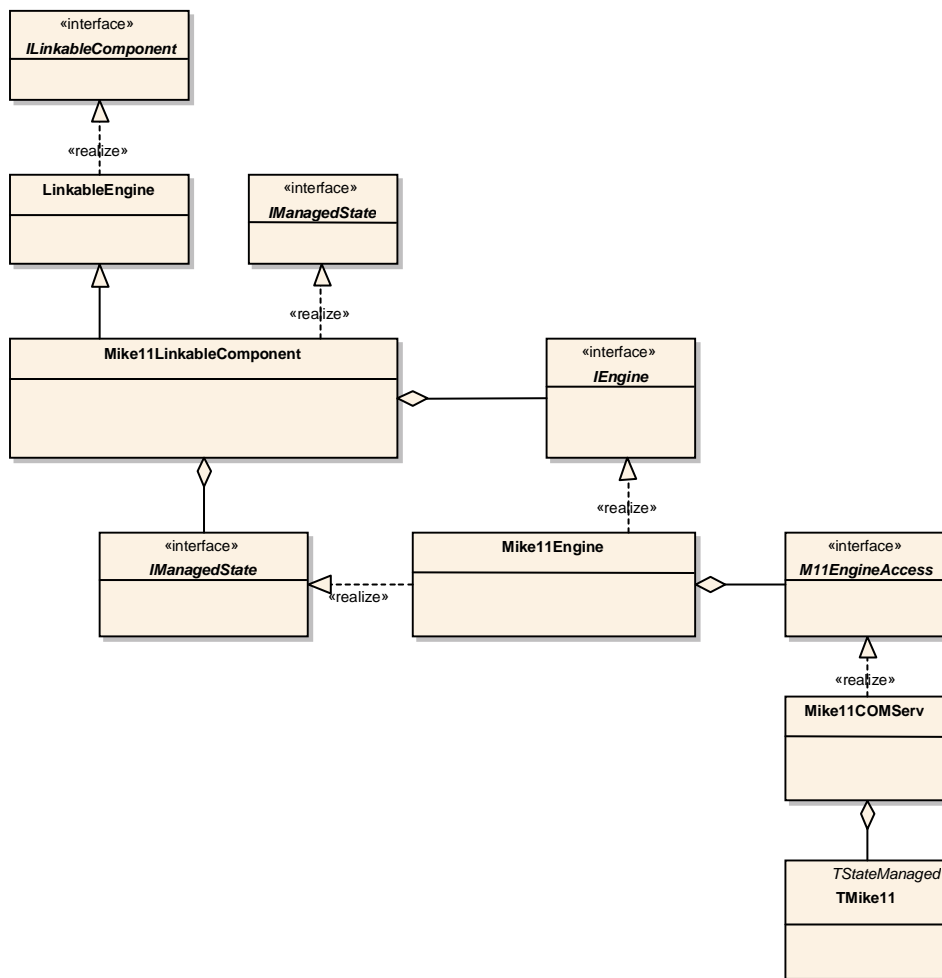 «interface»
ILinkableComponent
«realize»
LinkableEngine
«interface»
IManagedState
«realize»
Mike11LinkableComponent
«interface»
IEngine
«realize»
«interface»
IManagedState
«realize»
Mike11Engine
«interface»
M11EngineAccess
«realize»
Mike11COMServ
TStateManaged
TMike11